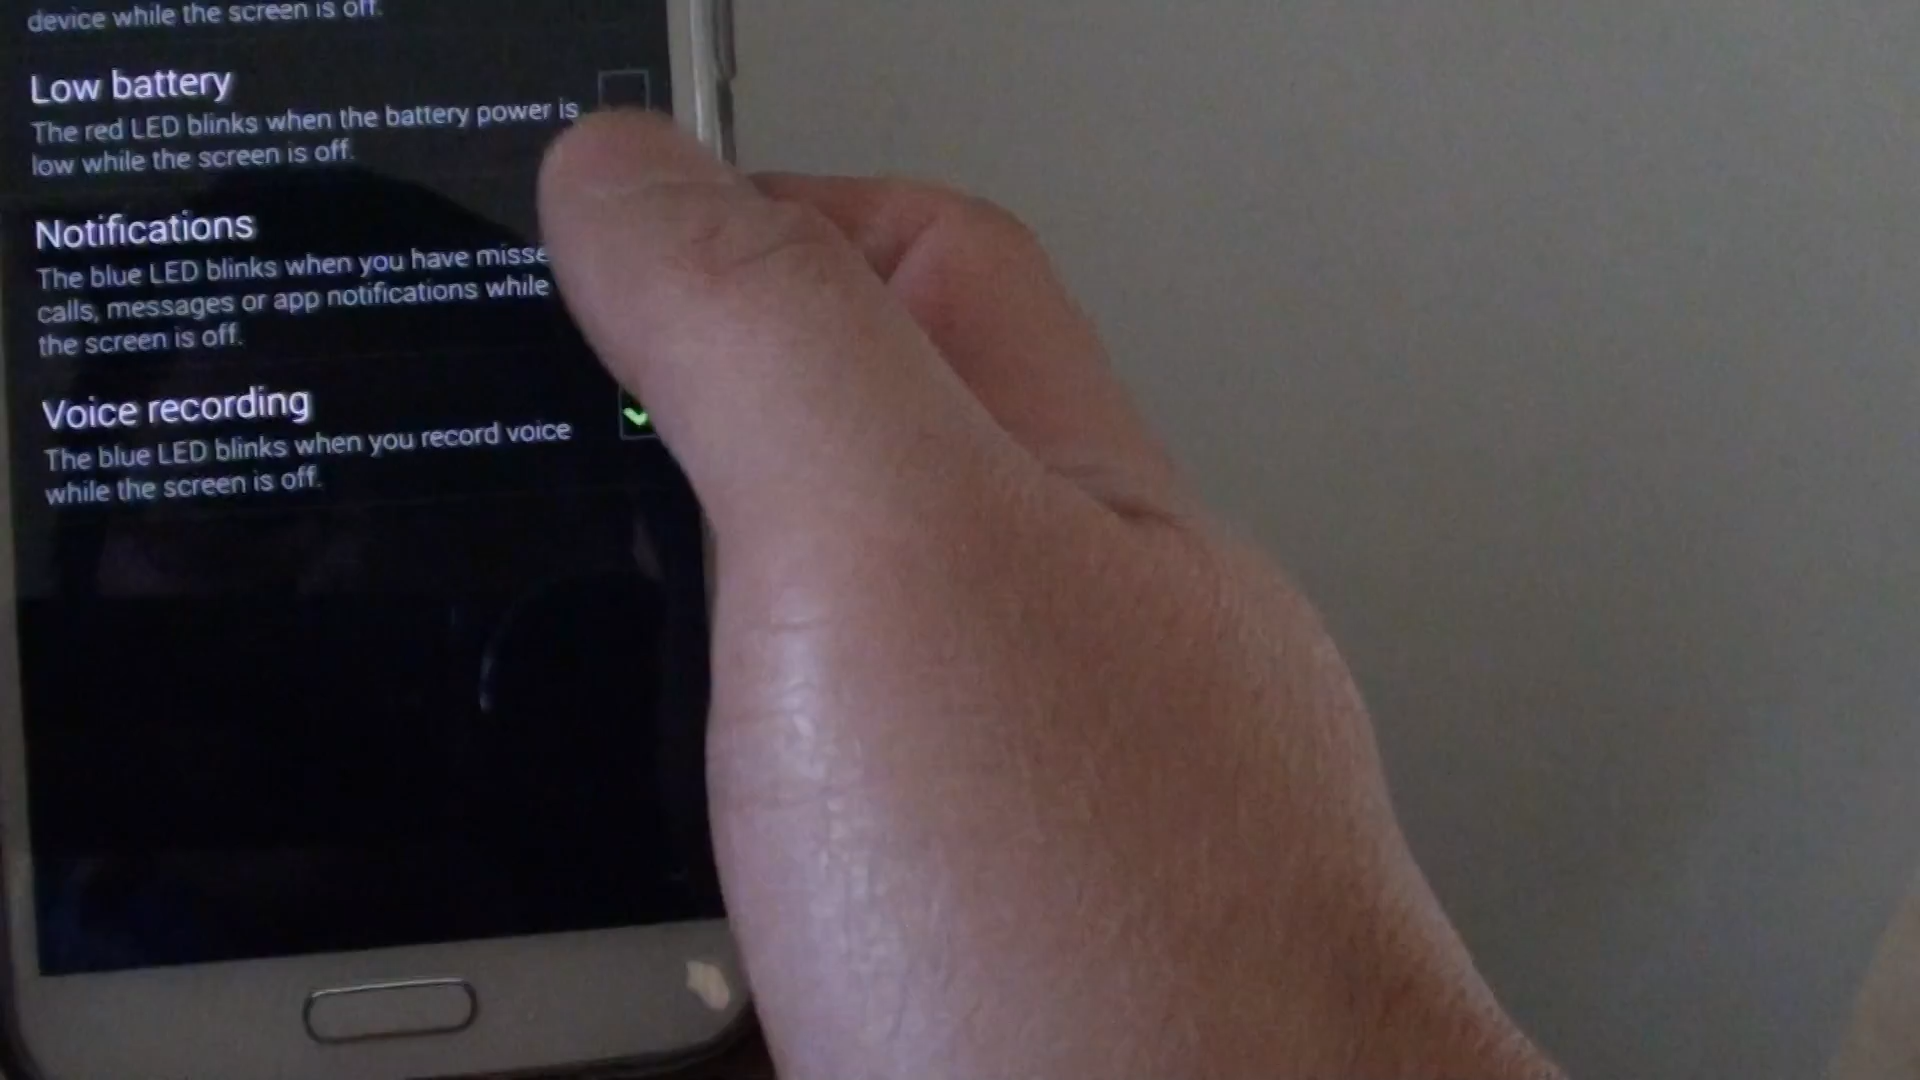 device while the screen is off.
Low battery
The red LED blinks when the battery power is
low while the screen is off.
Notifications
The blue LED blinks when you have misse
calls, messages or app notifications while
the screen is off.
Voice recording
The blue LED blinks when you record voice
while the screen is off.